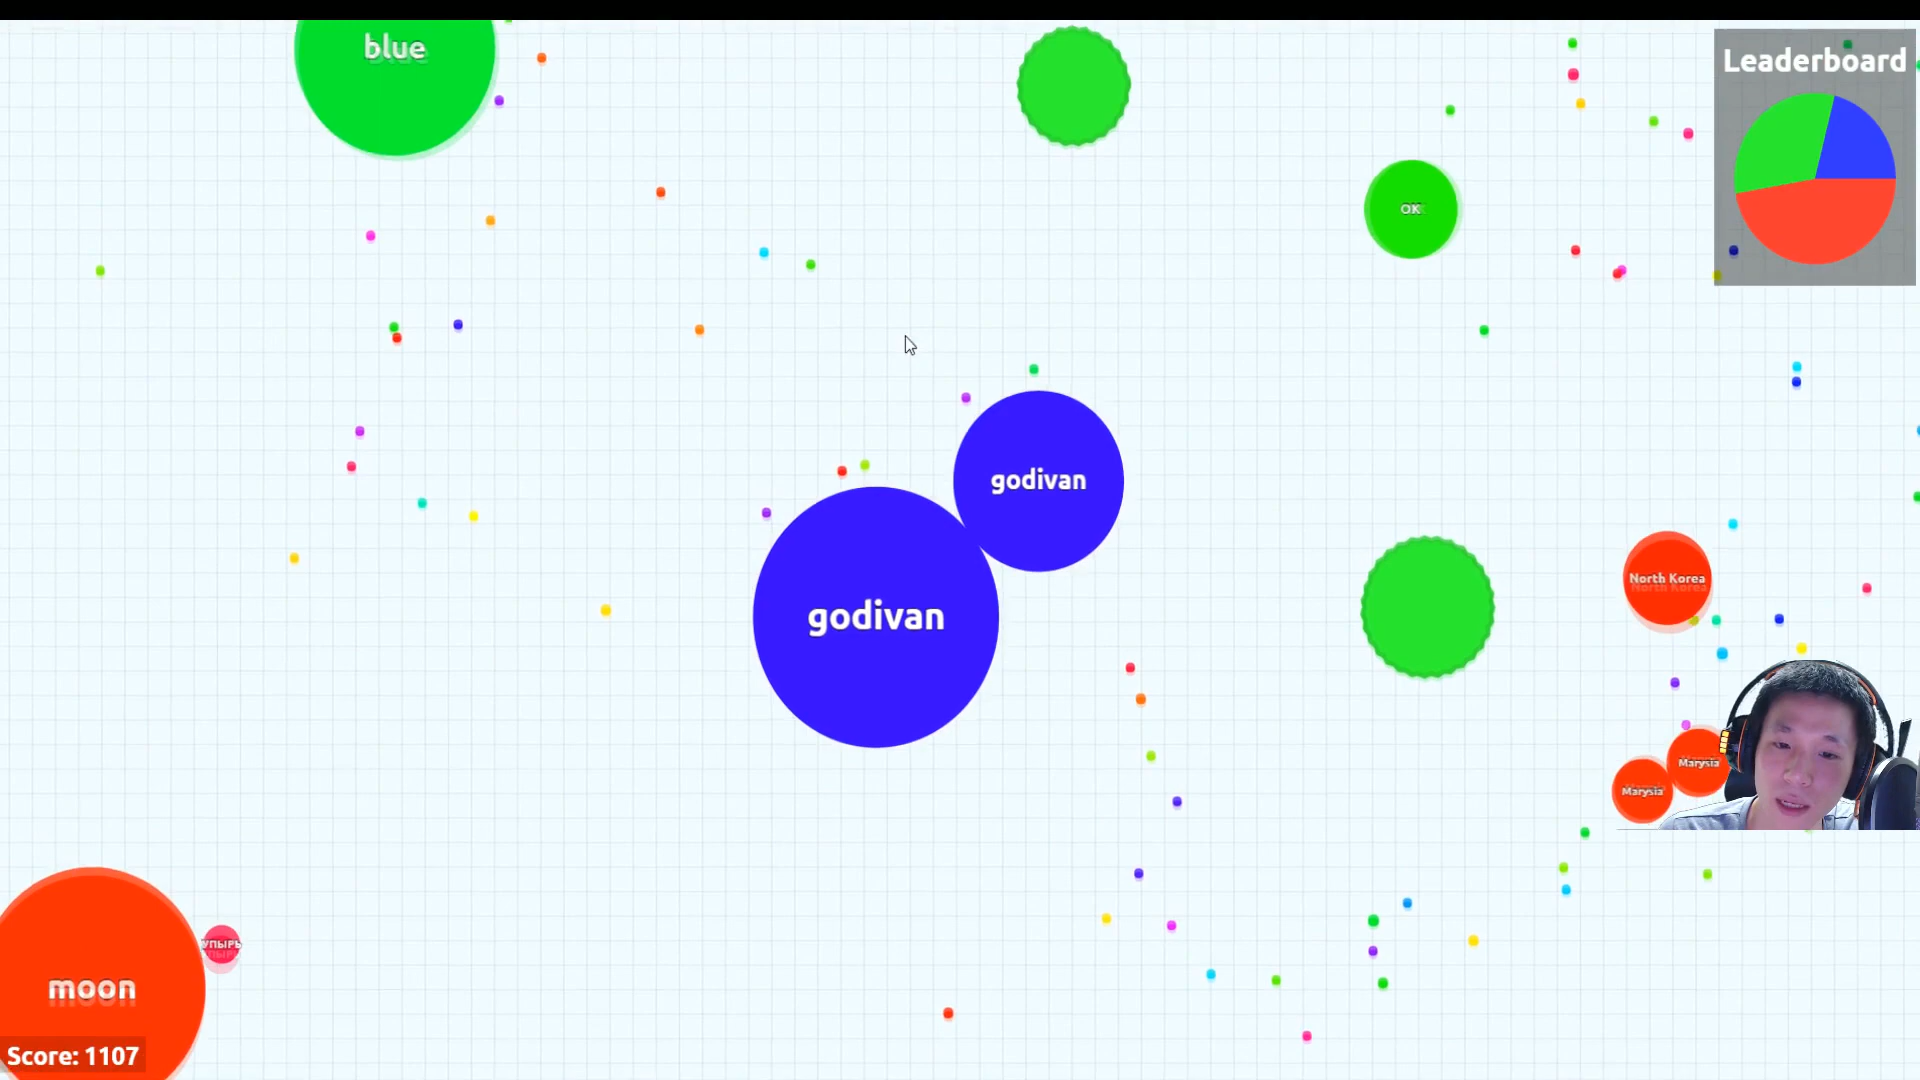 blue
Leaderboard
OK
godivan
North Korea
godivan
Marysia
Marysia
УПЫРЬ
moon
Score: 1107